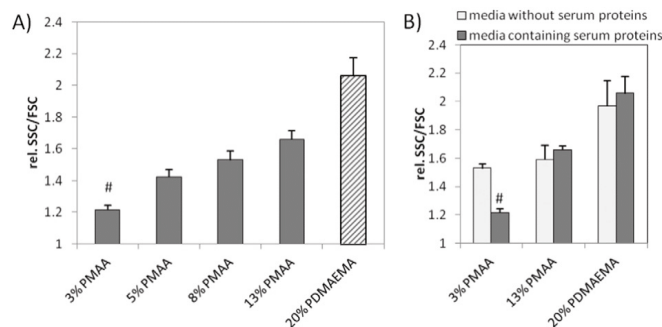 A)
rel. SSC/FSC
2.4
2.2
2
1.8
1.6
1.4
1.2
1
#
3% PMAA
5% PMAA
8% PMAA
13% PMAA
20% PDMAEMA
B)
media without serum proteins
media containing serum proteins
rel. SSC/FSC
2.4
2.2
2
1.8
1.6
1.4
1.2
1
#
3% PMAA
13% PMAA
20% PDMAEMA